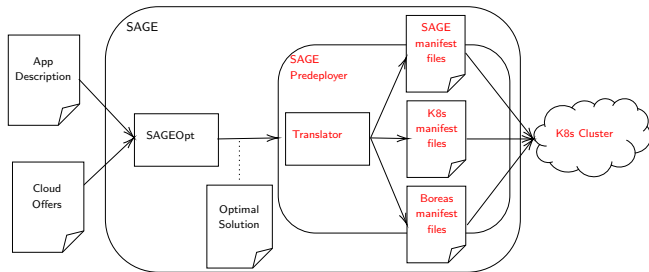 SAGE
App
Description
Cloud
Offers
SAGEOpt
Optimal
Solution
SAGE
Predeployer
Translator
SAGE
manifest
files
K8s
manifest
files
Boreas
manifest
files
K8s Cluster